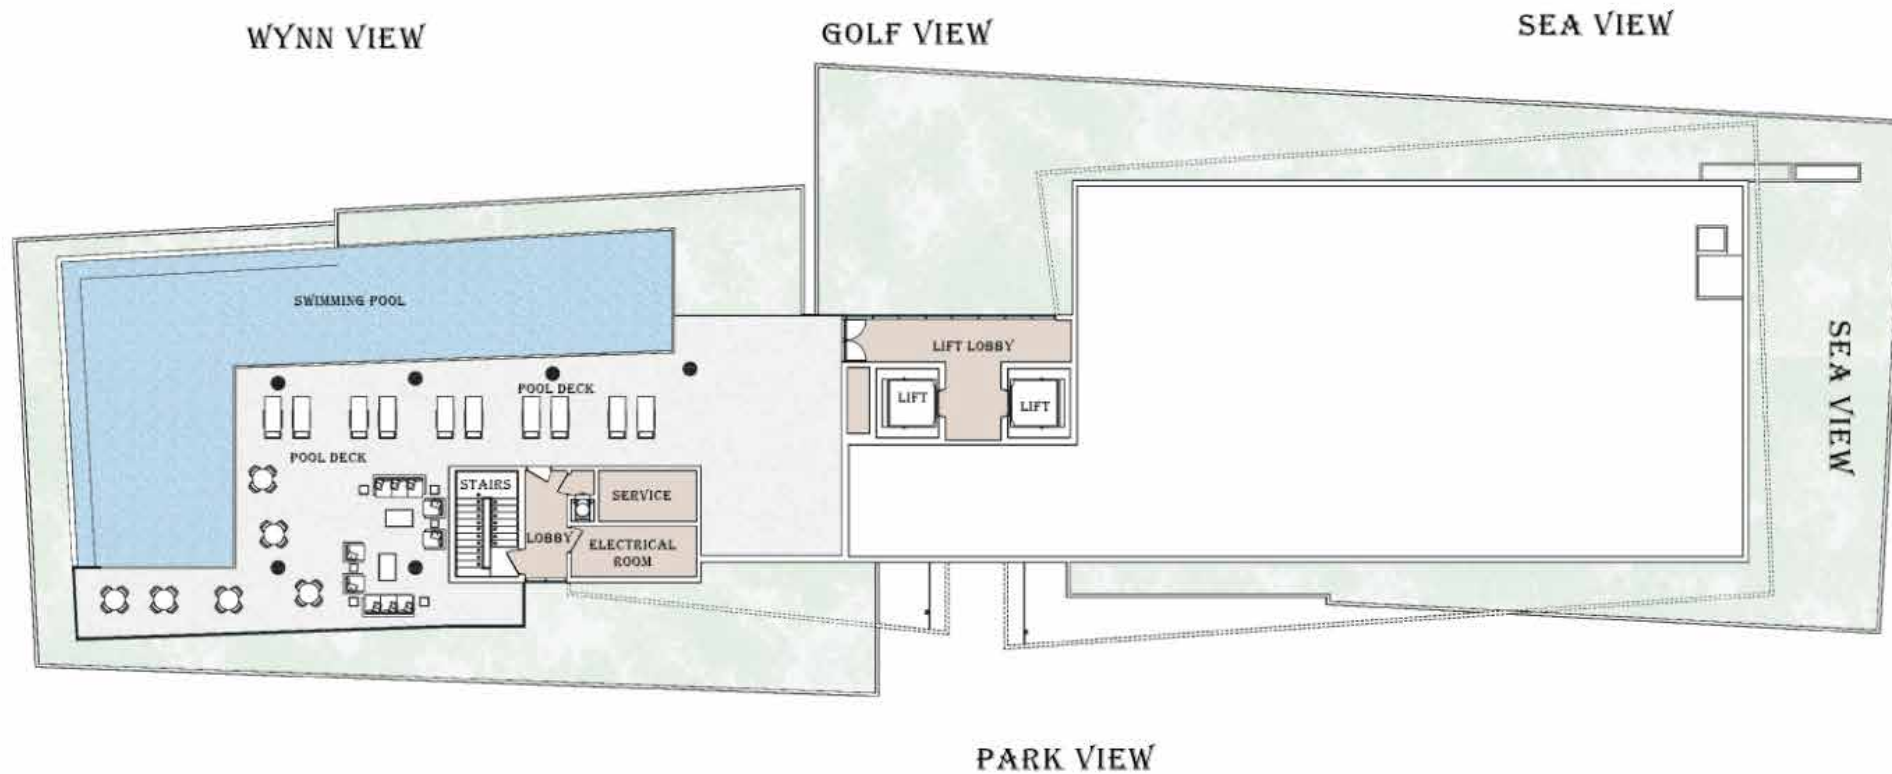 WYNN VIEW
GOLF VIEW
SEA VIEW
SWIMMING POOL
LIFT LOBBY
POOL DECK
LIFT
LIFT
SEA VIEW
POOL DECK
STAIRS
SERVICE
LOBBY
ELECTRICAL
ROOM
PARK VIEW